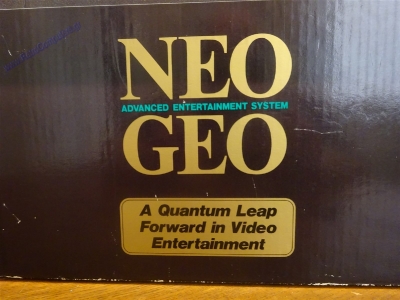 NEO
ADVANCED ENTERTAINMENT SYSTEM
GEO
A Quantum Leap
Forward in Video
Entertainment